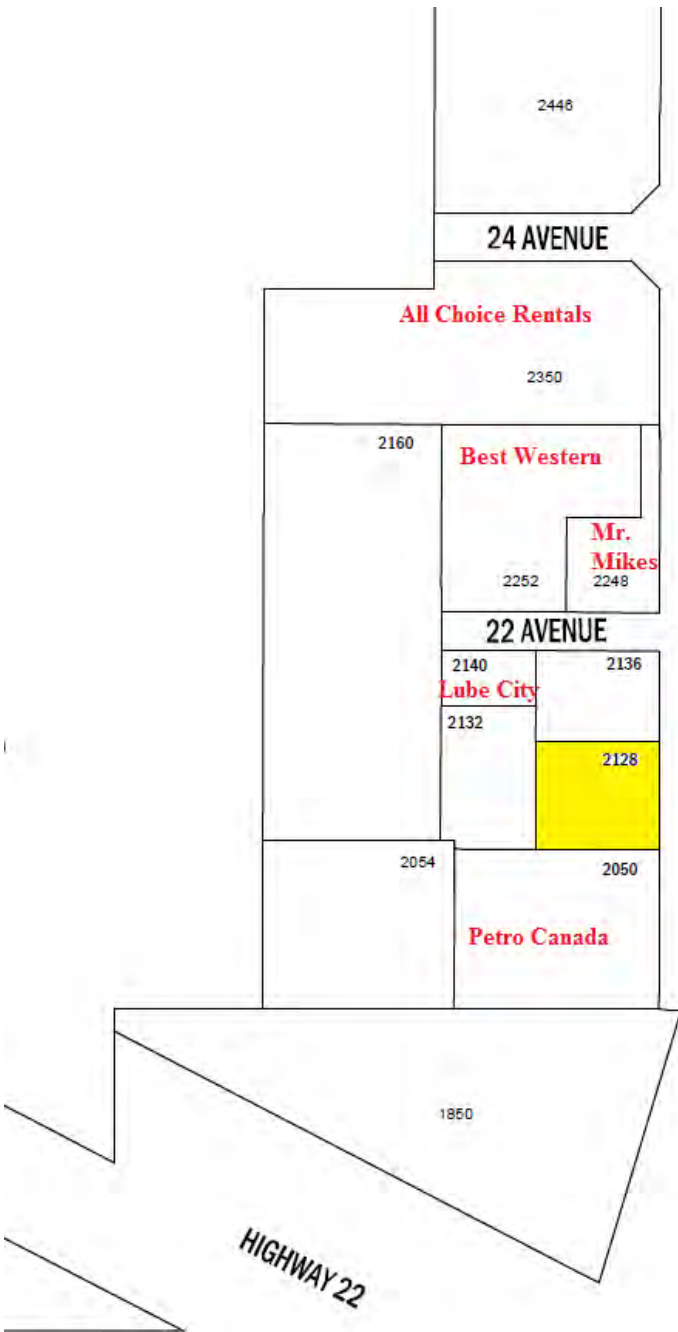 2446
24 AVENUE
All Choice Rentals
2350
2160
Best Western
Mr.
Mikes
2252
2248
22 AVENUE
2140
2136
Lube City
2132
2128
2054
2050
Petro Canada
1850
HIGHWAY 22